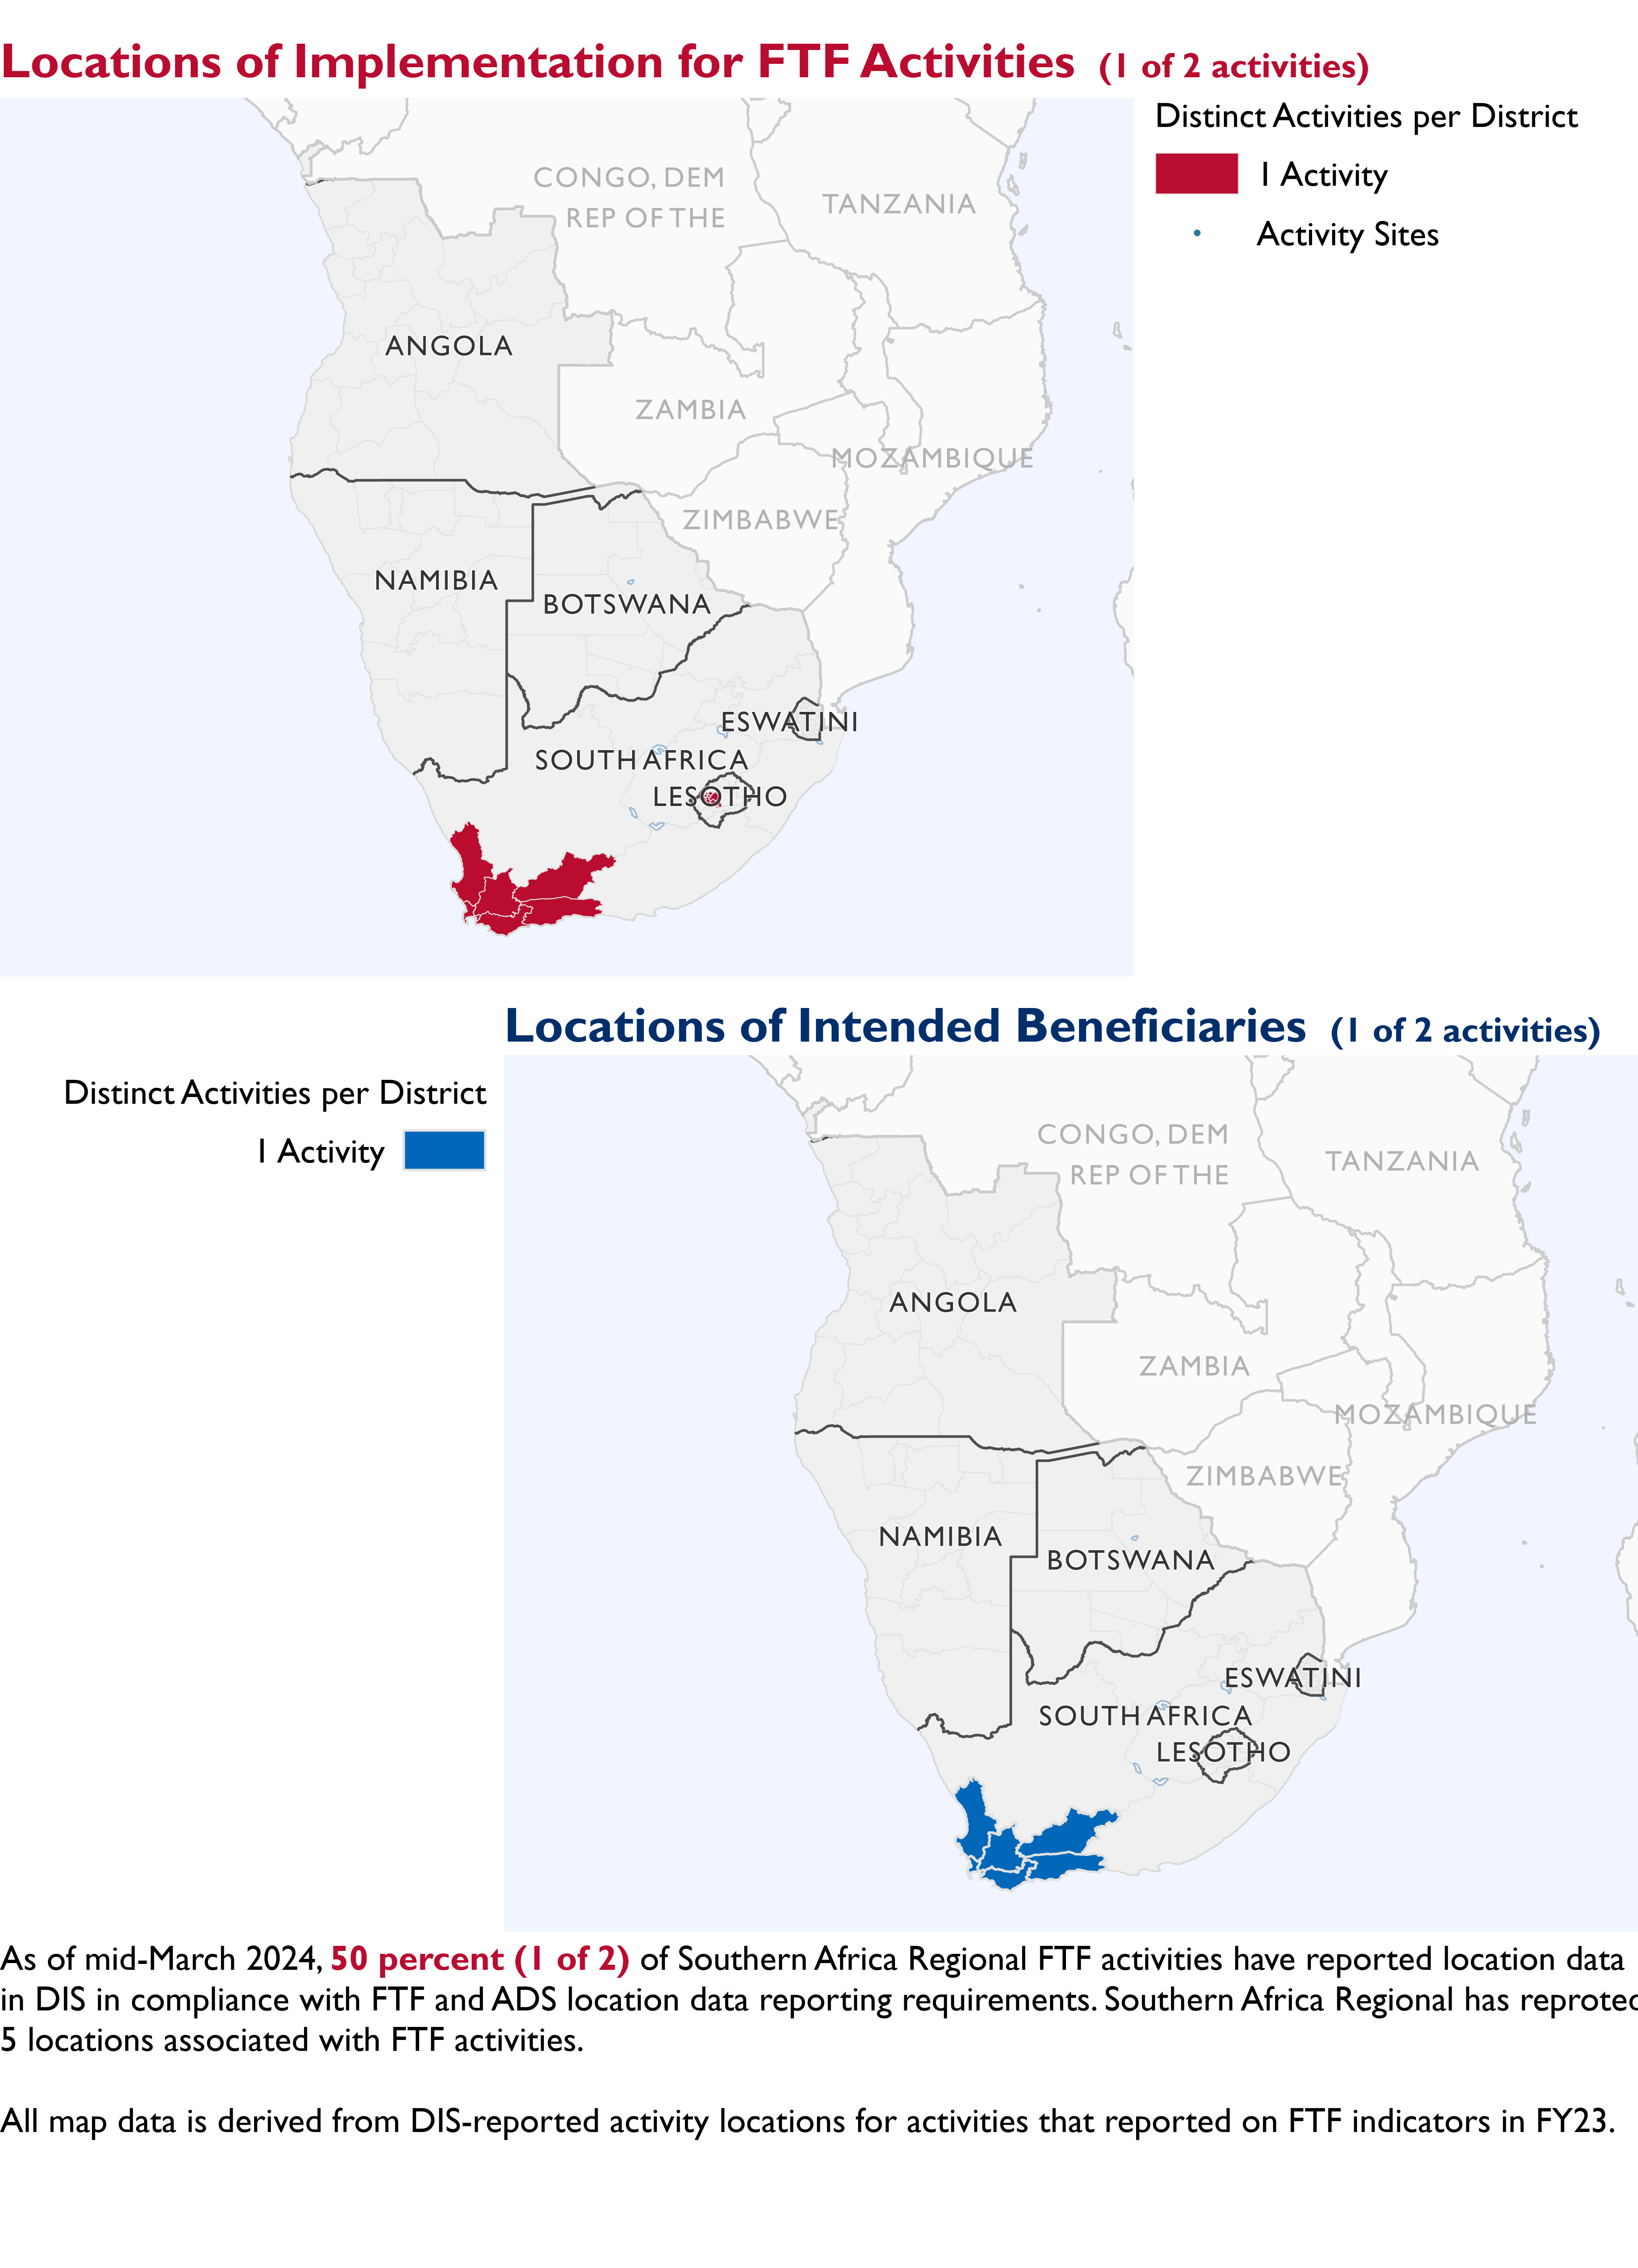 Locations of Implementation for FTF Activities (1 of 2 activities)
Distinct Activities per District
1 Activity
Activity Sites
CONGO, DEM
REP OF THE
TANZANIA
ANGOLA
ZAMBIA
MOZAMBIQUE
ZIMBABWE
NAMIBIA
BOTSWANA
ESWATINI
SOUTH AFRICA
LESOTHO
Locations of Intended Beneficiaries (1 of 2 activities)
Distinct Activities per District
1 Activity
CONGO, DEM
REP OF THE
TANZANIA
ANGOLA
ZAMBIA
MOZAMBIQUE
ZIMBABWE
NAMIBIA
BOTSWANA
ESWATINI
SOUTH AFRICA
LESOTHO
As of mid-March 2024, 50 percent (1 of 2) of Southern Africa Regional FTF activities have reported location data
in DIS in compliance with FTF and ADS location data reporting requirements. Southern Africa Regional has reproted
5 locations associated with FTF activities.
All map data is derived from DIS-reported activity locations for activities that reported on FTF indicators in FY23.